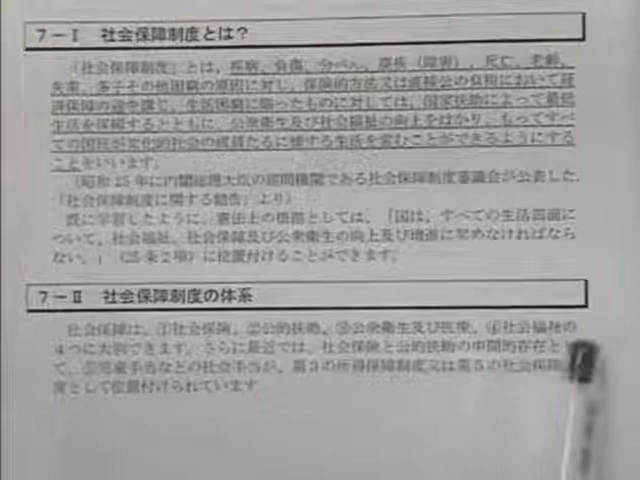 7－Ⅰ　社会保障制度とは？
「社会保障制度」とは，疾病，負傷，分べん，廃疾（障害），死亡，老齢，
失業，多子その他困窮の原因に対し，保険的方法又は直接公の負担において経
済保障の途を講じ，生活困窮に陥ったものに対しては，国家扶助によって最低
生活を保障するとともに，公衆衛生及び社会福祉の向上をはかり，もってすべ
ての国民が文化的社会の成員たるに値する生活を営むことができるようにする
ことをいいます。
（昭和25年に内閣総理大臣の諮問機関である社会保障制度審議会が公表した，
「社会保障制度に関する勧告」より）
既に学習したように，憲法上の根拠としては，「国は，すべての生活部面に
ついて，社会福祉，社会保障及び公衆衛生の向上及び増進に努めなければなら
ない。」（25条2項）に位置付けることができます。
7－Ⅱ　社会保障制度の体系
社会保障は，①社会保険，②公的扶助，③公衆衛生及び医療，④社会福祉の
4つに大別できます。さらに最近では，社会保険と公的扶助の中間的存在とし
て，⑤児童手当などの社会手当が，第3の所得保障制度又は第5の社会保障
度として位置付けられています